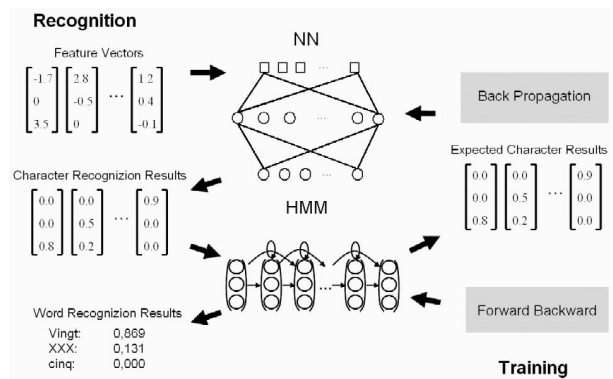 Recognition
Feature Vectors
-1.7 2.8 ... 1.2
0 -0.5 0.4
3.5 0 -0.1
NN
...
...
...
Back Propagation
Character Recognizion Results
0.0 0.0 ... 0.9
0.0 0.5 0.0
0.8 0.2 0.0
Expected Character Results
0.0 0.0 ... 0.9
0.0 0.5 0.0
0.8 0.2 0.0
HMM
...
Word Recognizion Results
Vingt: 0,869
XXX: 0,131
cinq: 0,000
Forward Backward
Training